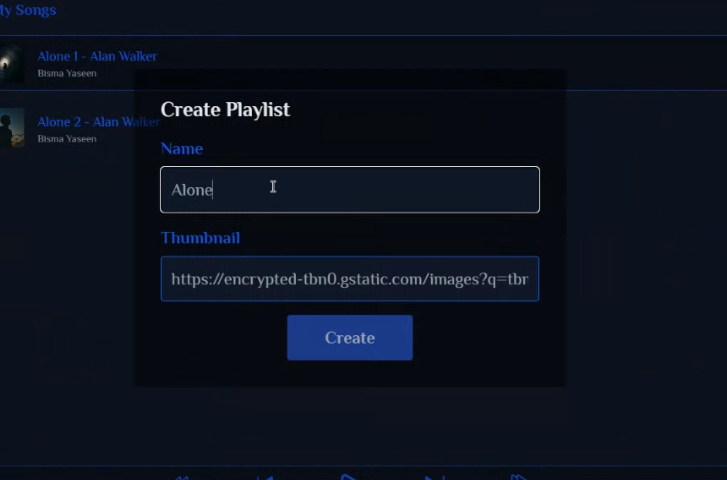 My Songs
Alone 1 - Alan Walker
Bisma Yaseen
Alone 2 - Alan Walker
Bisma Yaseen
Create Playlist
Name
Alone
Thumbnail
https://encrypted-tbn0.gstatic.com/images?q=tbn
Create